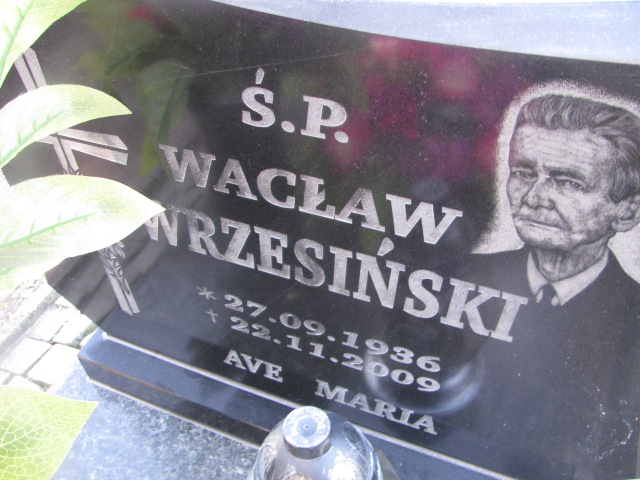 Ś.P.
WACŁAW
WRZESIŃSKI
* 27.09.1936
† 22.11.2009
AVE MARIA